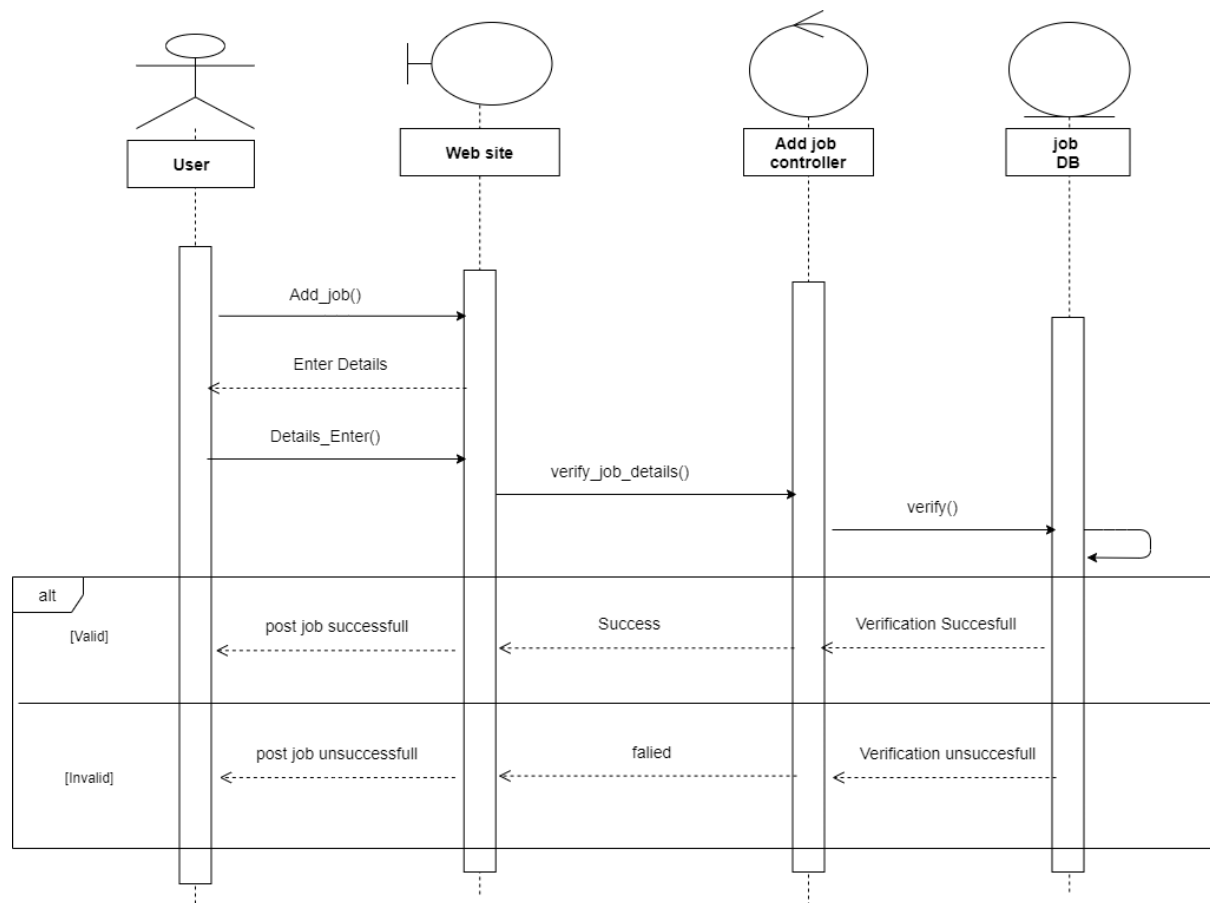 User
Web site
Add job
controller
job
DB
Add_job()
Enter Details
Details_Enter()
verify_job_details()
verify()
alt
[Valid]
post job successfull
Success
Verification Succesfull
[Invalid]
post job unsuccessfull
falied
Verification unsuccesfull